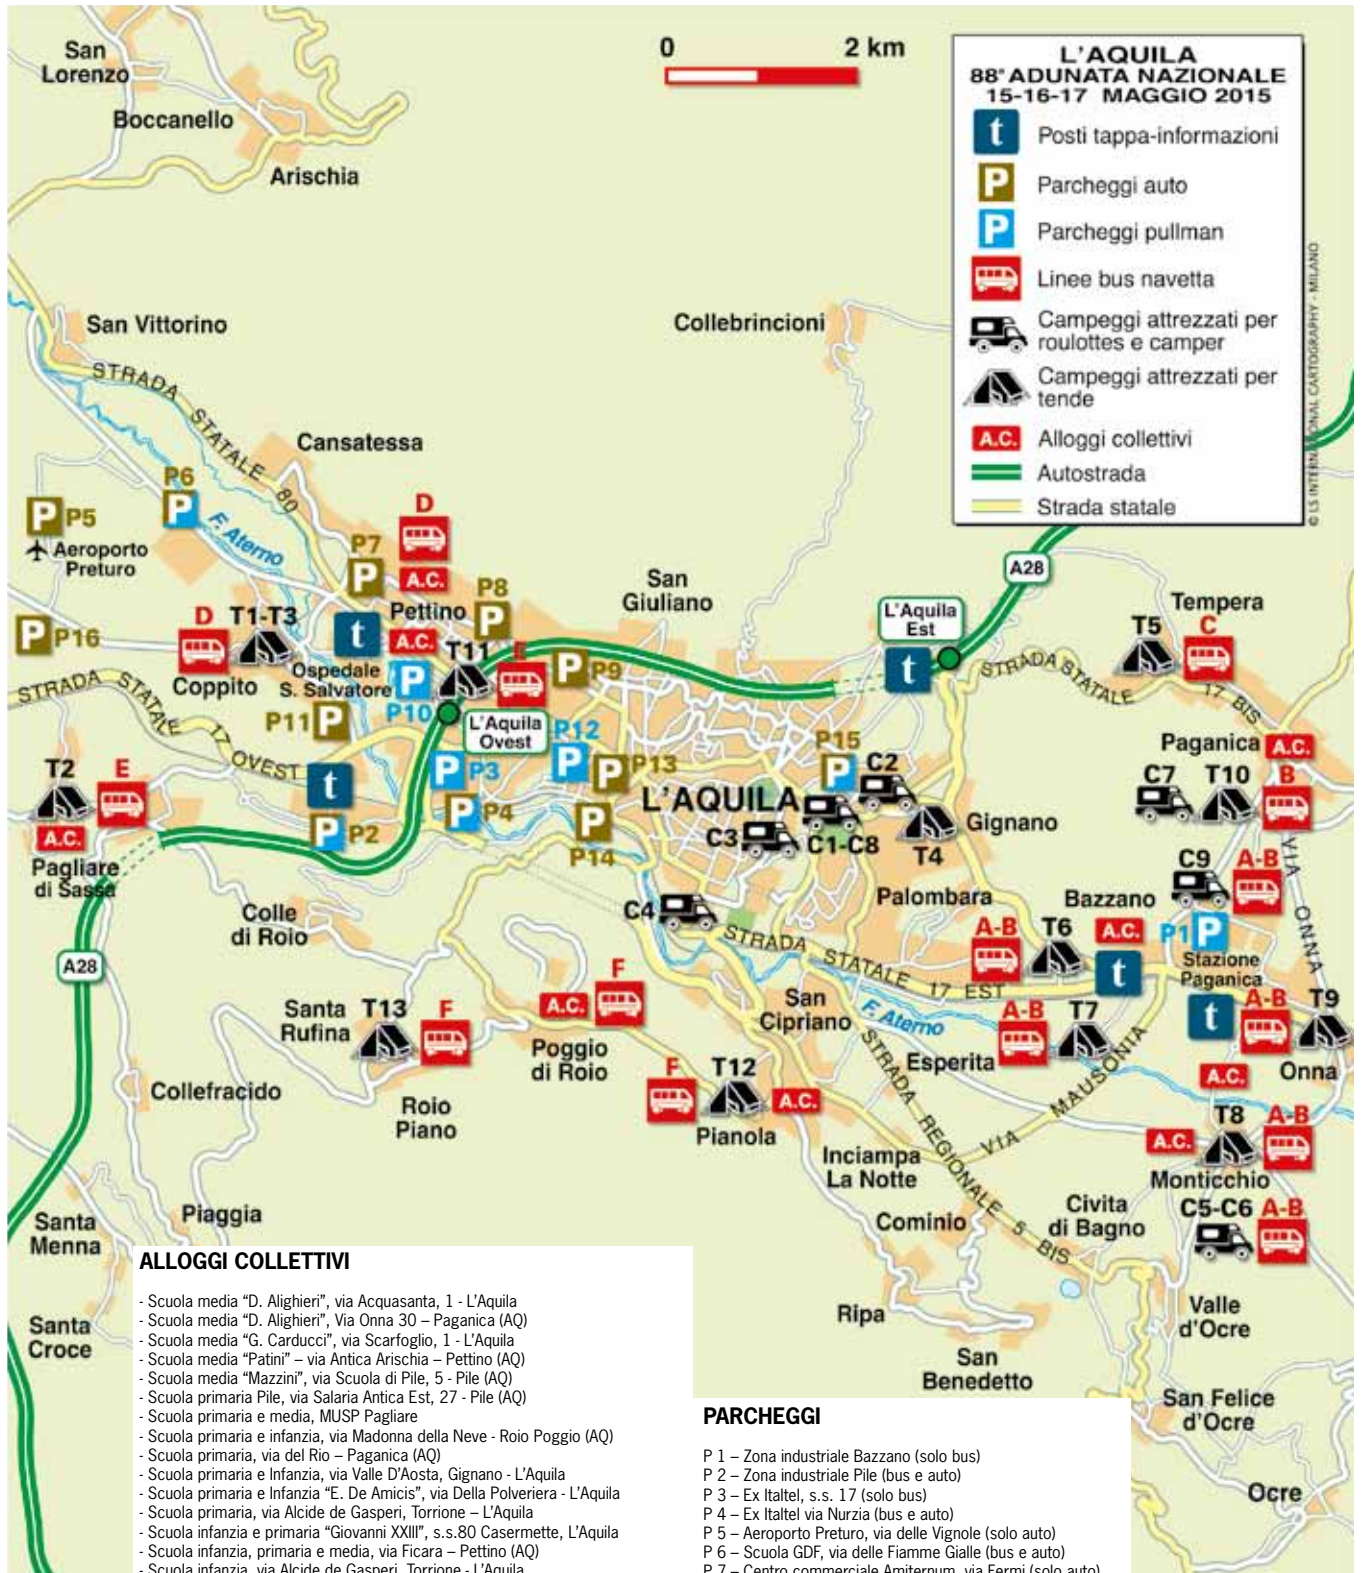 0 2 km
L'AQUILA
88ª ADUNATA NAZIONALE
15-16-17 MAGGIO 2015
t Posti tappa-informazioni
P Parcheggi auto
P Parcheggi pullman
Linee bus navetta
Campeggi attrezzati per
roulottes e camper
Campeggi attrezzati per
tende
A.C. Alloggi collettivi
Autostrada
Strada statale
© LS INTERNATIONAL CARTOGRAPHY - MILANO
San
Lorenzo
Boccanello
Arischia
San Vittorino
Collebrincioni
STRADA STATALE 80
Cansatessa
P6
P
P P5
Aeroporto
Preturo
F. Aterno
D
A.C.
P7
P
P8
P
Pettino
A.C.
San
Giuliano
A28
L'Aquila
Est
t
Tempera
T5 C
STRADA STATALE 17 BIS
P P16
D T1-T3
Coppito
t
Ospedale
S. Salvatore
P
P10
T11 E
P P9
STRADA STATALE 17 OVEST
P11
P
L'Aquila
Ovest
P12
P
P P3
P P13
P15
P
C2
Paganica A.C.
C7 T10 B
T2 E
A.C.
Pagliare
di Sassa
t
P P2
P P4
P
P14
L'AQUILA
C3
C1-C8
T4
Gignano
VIA ONNA
C9 A-B
Colle
di Roio
C4
Palombara
Bazzano
A.C.
P1 P
Stazione
Paganica
A-B T6
t
STRADA STATALE 17 EST
A28
Santa
Rufina
T13 F
A.C. F
Poggio
di Roio
San
Cipriano
F. Aterno
A-B T7
Esperita
t A-B T9
Onna
A.C.
Collefracido
Roio
Piano
F T12 A.C.
Pianola
STRADA REGIONALE 5 BIS
VIA MAUSONIA
A.C. T8 A-B
Monticchio
Inciampa
La Notte
C5-C6 A-B
Civita
di Bagno
Cominio
Santa
Menna
Piaggia
Ripa
Valle
d'Ocre
Santa
Croce
San
Benedetto
San Felice
d'Ocre
Ocre
ALLOGGI COLLETTIVI
- Scuola media “D. Alighieri”, via Acquasanta, 1 - L'Aquila
- Scuola media “D. Alighieri”, Via Onna 30 – Paganica (AQ)
- Scuola media “G. Carducci”, via Scarfoglio, 1 - L'Aquila
- Scuola media “Patini” – via Antica Arischia – Pettino (AQ)
- Scuola media “Mazzini”, via Scuola di Pile, 5 - Pile (AQ)
- Scuola primaria Pile, via Salaria Antica Est, 27 - Pile (AQ)
- Scuola primaria e media, MUSP Pagliare
- Scuola primaria e infanzia, via Madonna della Neve - Roio Poggio (AQ)
- Scuola primaria, via del Rio – Paganica (AQ)
- Scuola primaria e Infanzia, via Valle D'Aosta, Gignano - L'Aquila
- Scuola primaria e Infanzia “E. De Amicis”, via Della Polveriera - L'Aquila
- Scuola primaria, via Alcide de Gasperi, Torrione – L'Aquila
- Scuola infanzia e primaria “Giovanni XXIII”, s.s.80 Casermette, L'Aquila
- Scuola infanzia, primaria e media, via Ficara – Pettino (AQ)
- Scuola infanzia, via Alcide de Gasperi, Torrione - L'Aquila
PARCHEGGI
P 1 – Zona industriale Bazzano (solo bus)
P 2 – Zona industriale Pile (bus e auto)
P 3 – Ex Italtel, s.s. 17 (solo bus)
P 4 – Ex Italtel via Nurzia (bus e auto)
P 5 – Aeroporto Preturo, via delle Vignole (solo auto)
P 6 – Scuola GDF, via delle Fiamme Gialle (bus e auto)
P 7 – Centro commerciale Amiternum, via Fermi (solo auto)